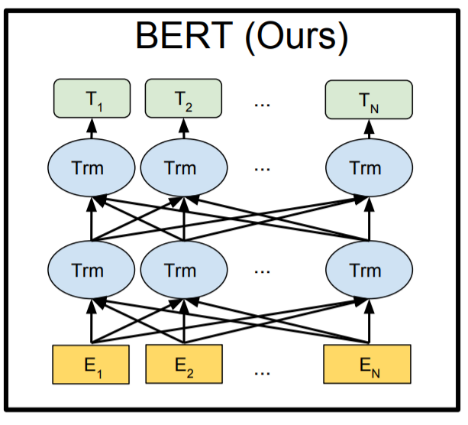 BERT (Ours)
T1 T2 ... TN
Trm Trm ... Trm
Trm Trm ... Trm
E1 E2 ... EN